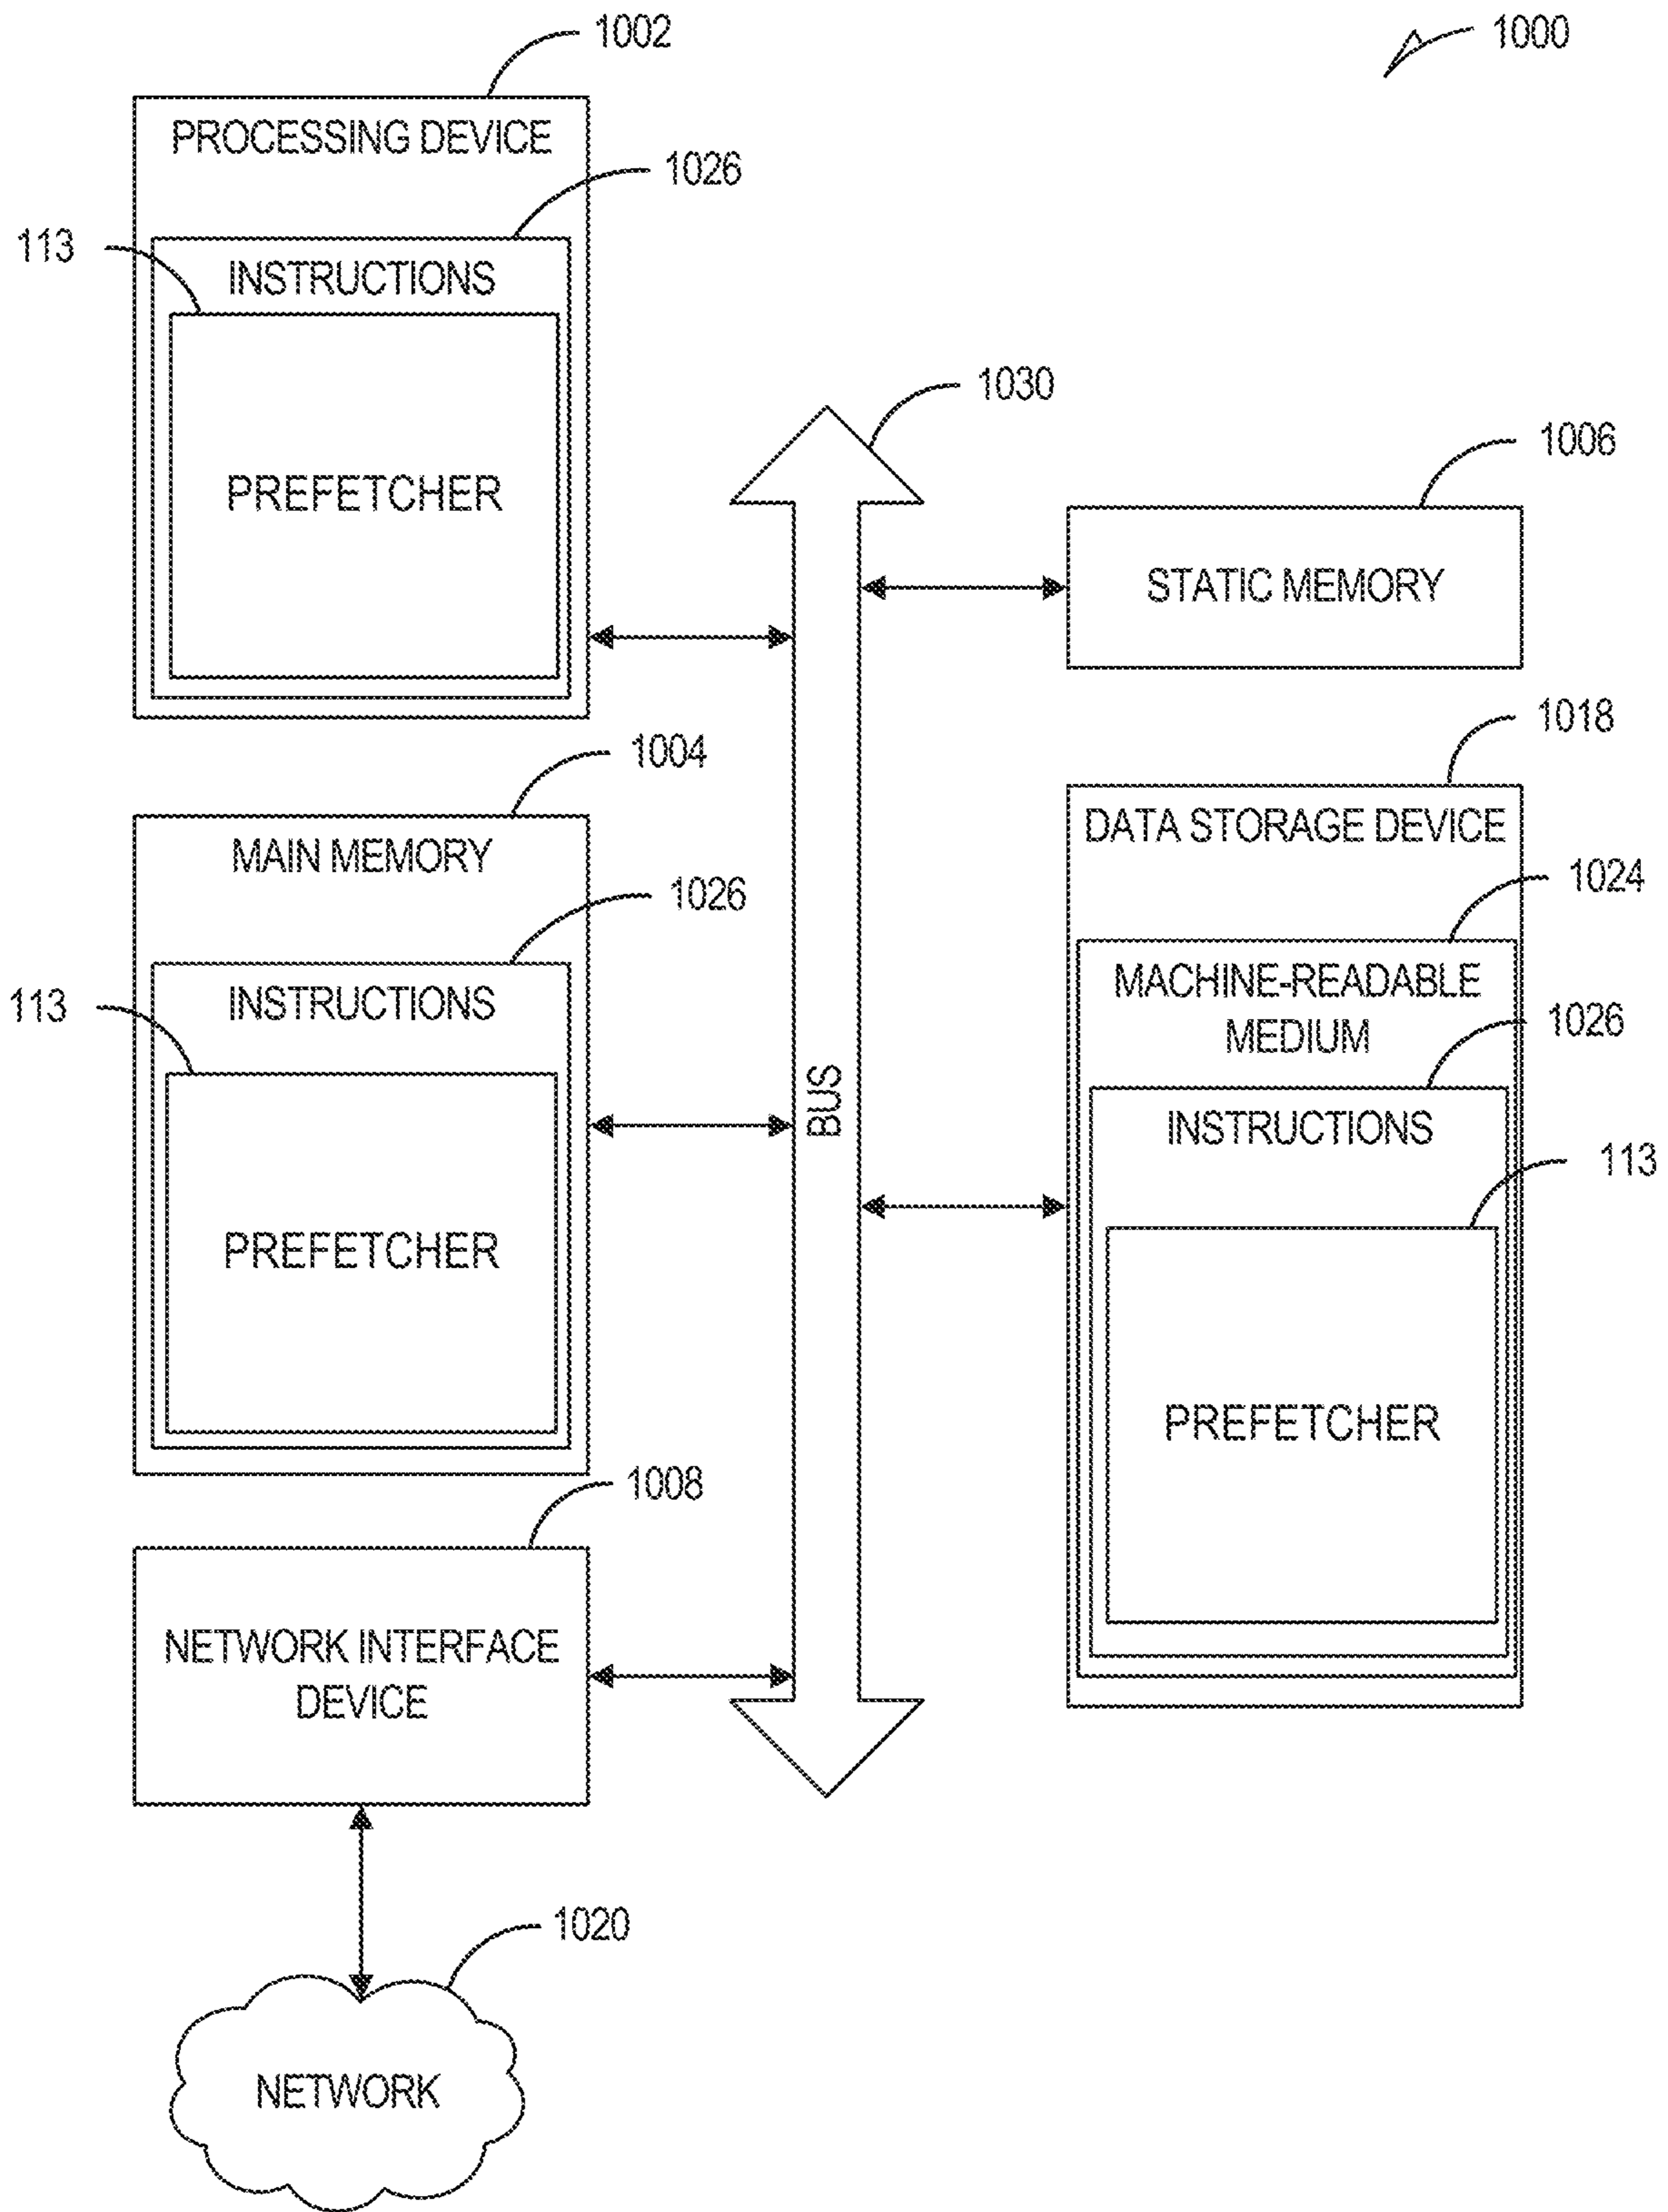 1002
1000
PROCESSING DEVICE
1026
113
INSTRUCTIONS
PREFETCHER
1030
1006
STATIC MEMORY
1004
MAIN MEMORY
1026
113
INSTRUCTIONS
PREFETCHER
BUS
1018
DATA STORAGE DEVICE
1024
MACHINE-READABLE
MEDIUM
1026
INSTRUCTIONS
113
PREFETCHER
1008
NETWORK INTERFACE
DEVICE
1020
NETWORK